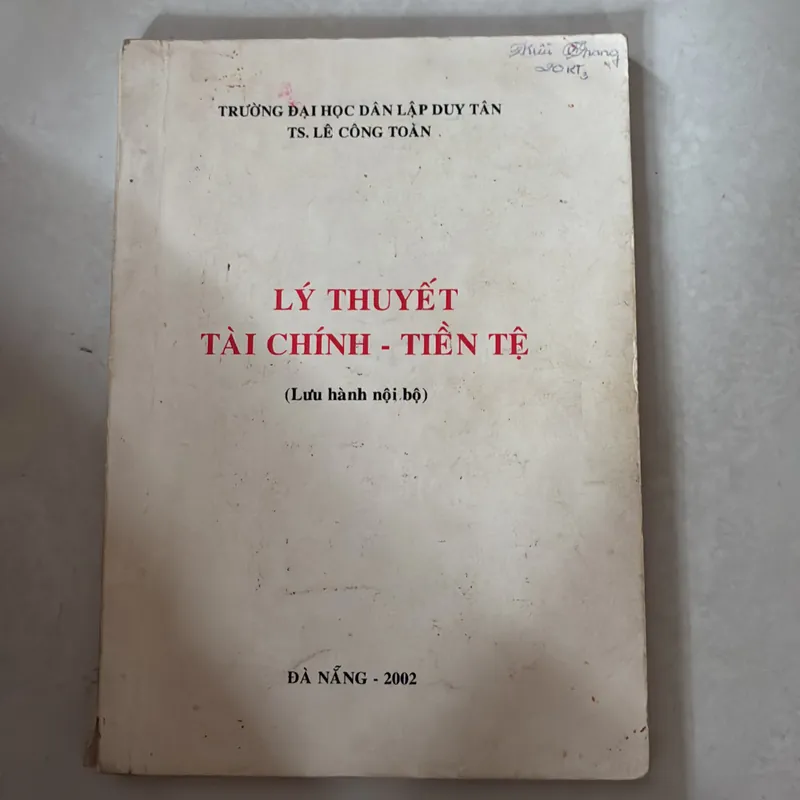 20KT3
TRƯỜNG ĐẠI HỌC DÂN LẬP DUY TÂN
TS. LÊ CÔNG TOÀN
LÝ THUYẾT
TÀI CHÍNH - TIỀN TỆ
(Lưu hành nội bộ)
ĐÀ NẴNG - 2002